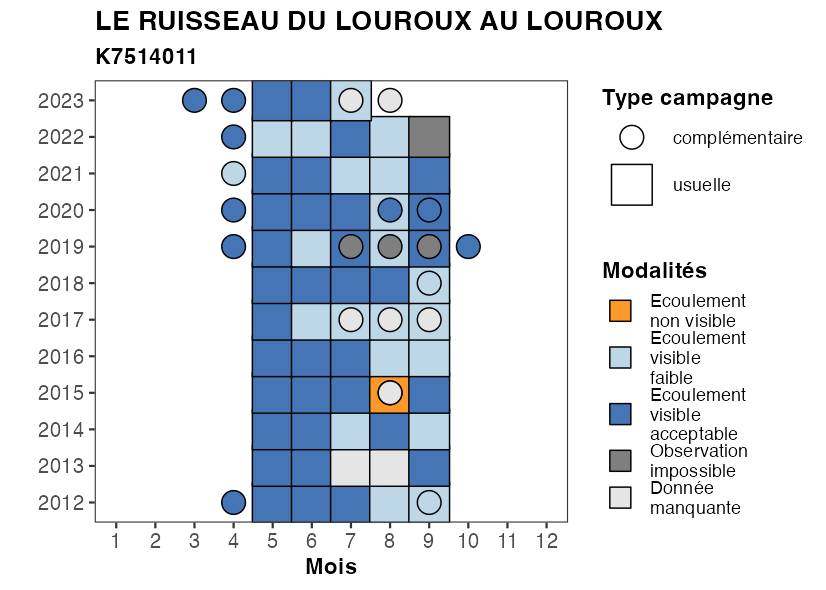 LE RUISSEAU DU LOUROUX AU LOUROUX
K7514011
2023
2022
2021
2020
2019
2018
2017
2016
2015
2014
2013
2012
1 2 3 4 5 6 7 8 9 10 11 12
Mois
Type campagne
complémentaire
usuelle
Modalités
Ecoulement
non visible
Ecoulement
visible
faible
Ecoulement
visible
acceptable
Observation
impossible
Donnée
manquante